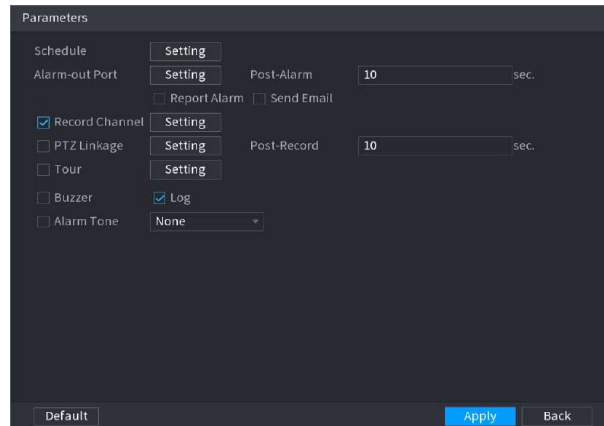 Parameters
Schedule Setting
Alarm-out Port Setting Post-Alarm 10 sec.
Report Alarm Send Email
Record Channel Setting
PTZ Linkage Setting Post-Record 10 sec.
Tour Setting
Buzzer Log
Alarm Tone None
Default Apply Back